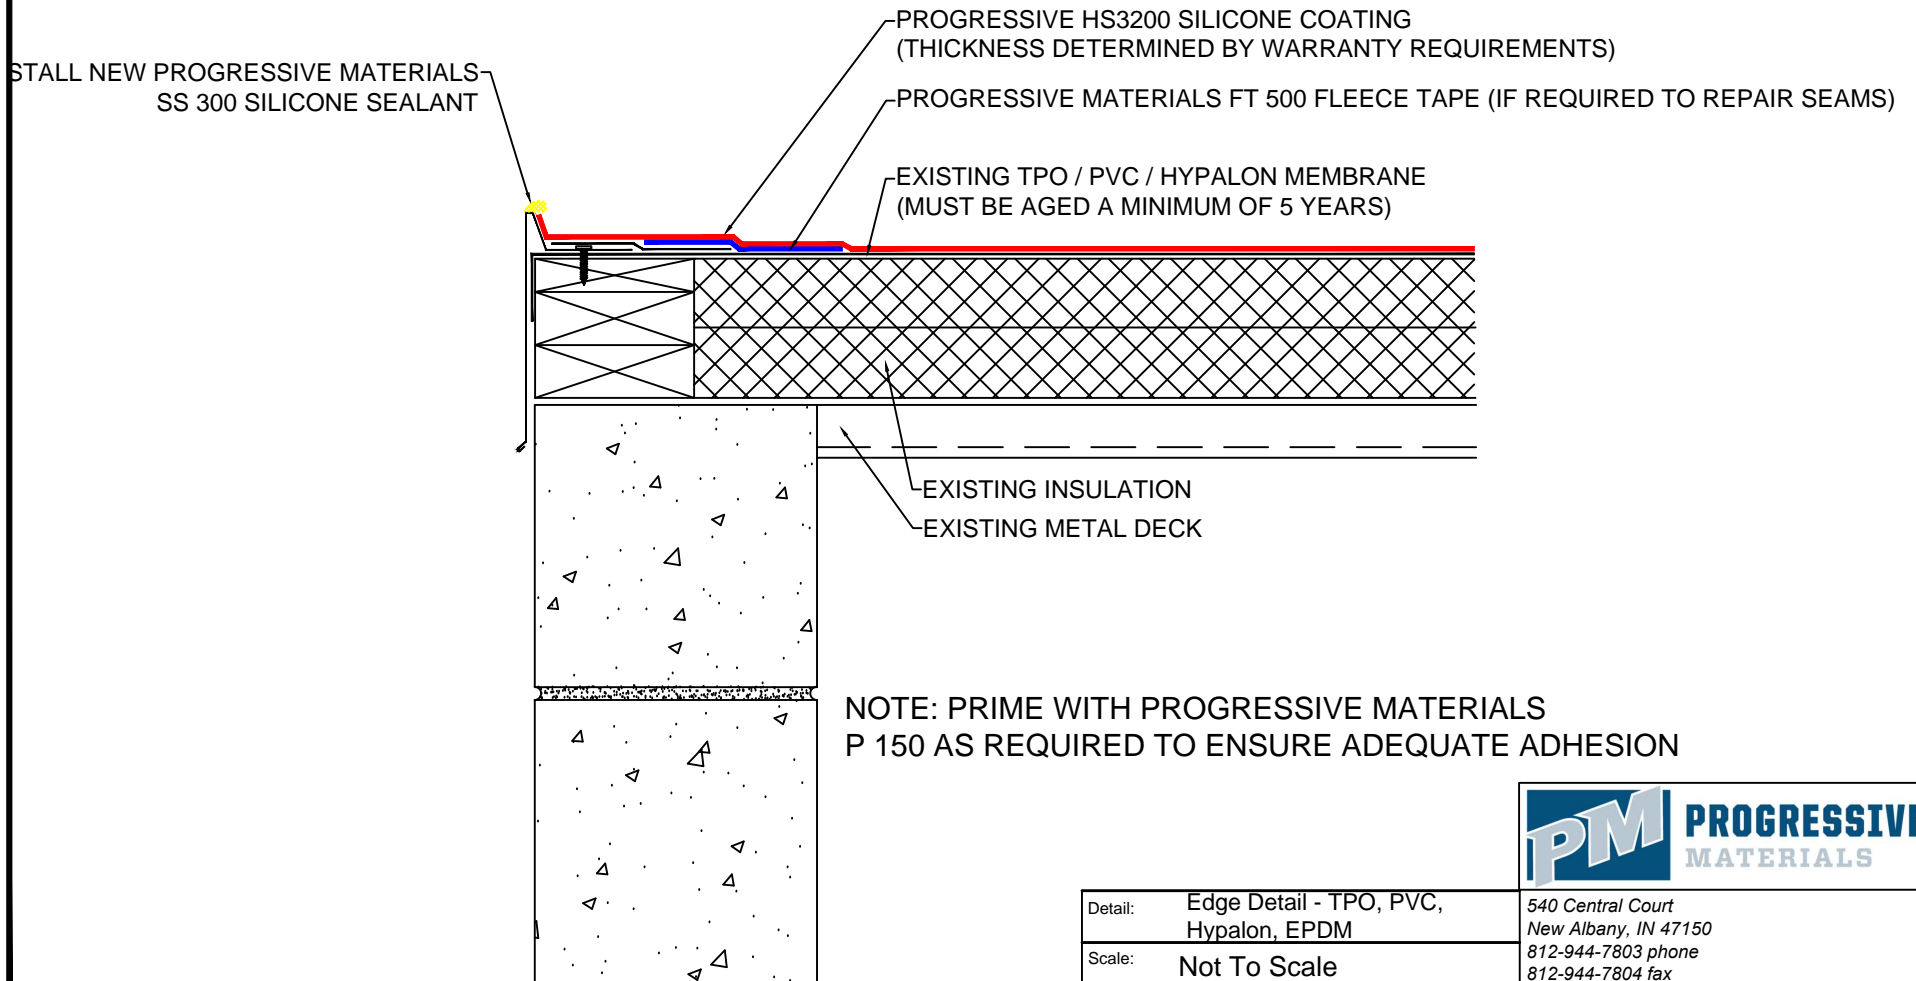 PROGRESSIVE HS3200 SILICONE COATING
(THICKNESS DETERMINED BY WARRANTY REQUIREMENTS)
STALL NEW PROGRESSIVE MATERIALS
SS 300 SILICONE SEALANT
PROGRESSIVE MATERIALS FT 500 FLEECE TAPE (IF REQUIRED TO REPAIR SEAMS)
EXISTING TPO / PVC / HYPALON MEMBRANE
(MUST BE AGED A MINIMUM OF 5 YEARS)
EXISTING INSULATION
EXISTING METAL DECK
NOTE: PRIME WITH PROGRESSIVE MATERIALS
P 150 AS REQUIRED TO ENSURE ADEQUATE ADHESION
PM PROGRESSIVE
MATERIALS
Detail: Edge Detail - TPO, PVC,
Hypalon, EPDM
Scale: Not To Scale
540 Central Court
New Albany, IN 47150
812-944-7803 phone
812-944-7804 fax